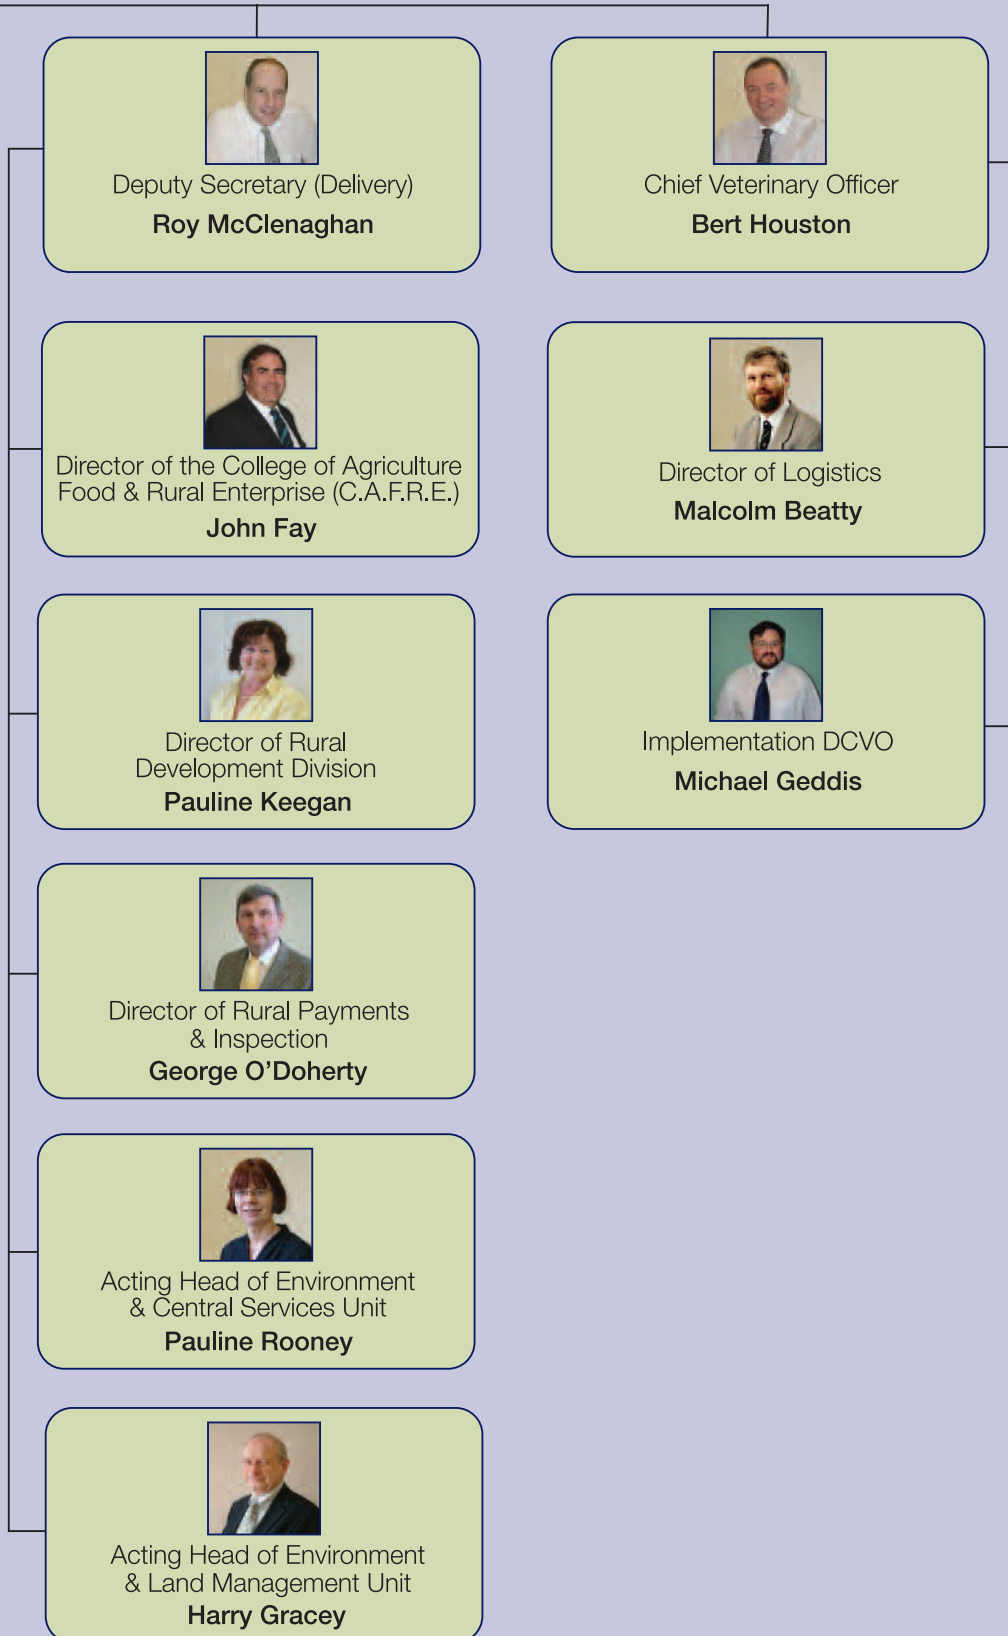 Deputy Secretary (Delivery)
Roy McClenaghan
Chief Veterinary Officer
Bert Houston
Director of the College of Agriculture
Food & Rural Enterprise (C.A.F.R.E.)
John Fay
Director of Logistics
Malcolm Beatty
Director of Rural
Development Division
Pauline Keegan
Implementation DCVO
Michael Geddis
Director of Rural Payments
& Inspection
George O’Doherty
Acting Head of Environment
& Central Services Unit
Pauline Rooney
Acting Head of Environment
& Land Management Unit
Harry Gracey